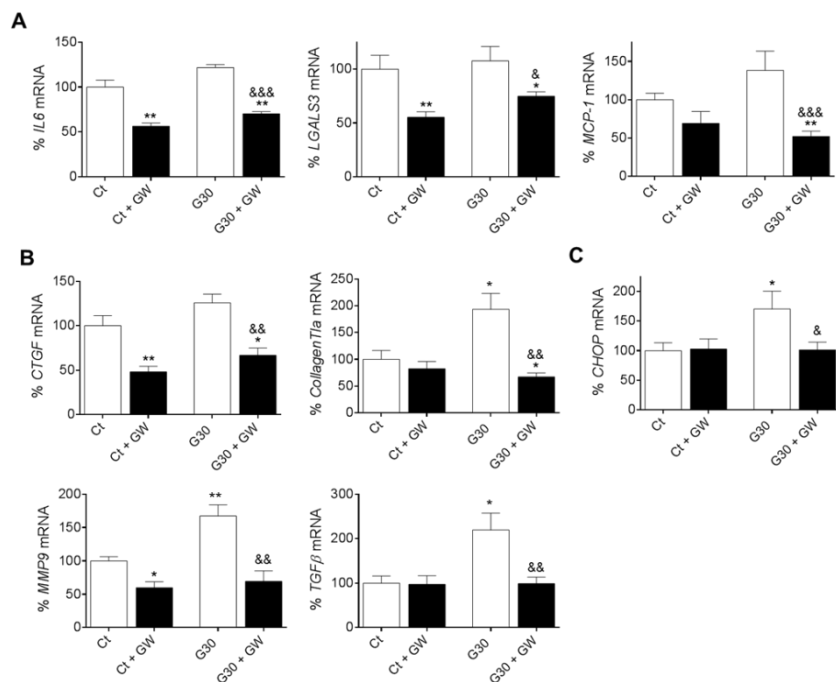 A
% IL6 mRNA
150
100
50
0
**
&&&
**
Ct
Ct + GW
G30
G30 + GW
% LGALS3 mRNA
150
100
50
0
**
&
*
Ct
Ct + GW
G30
G30 + GW
% MCP-1 mRNA
200
150
100
50
0
&&&
**
Ct
Ct + GW
G30
G30 + GW
B
% CTGF mRNA
150
100
50
0
**
&&
*
Ct
Ct + GW
G30
G30 + GW
% CollagenTIa mRNA
250
200
150
100
50
0
*
&&
*
Ct
Ct + GW
G30
G30 + GW
C
% CHOP mRNA
250
200
150
100
50
0
*
&
Ct
Ct + GW
G30
G30 + GW
% MMP9 mRNA
200
150
100
50
0
*
**
&&
Ct
Ct + GW
G30
G30 + GW
% TGFβ mRNA
300
200
100
0
*
&&
Ct
Ct + GW
G30
G30 + GW